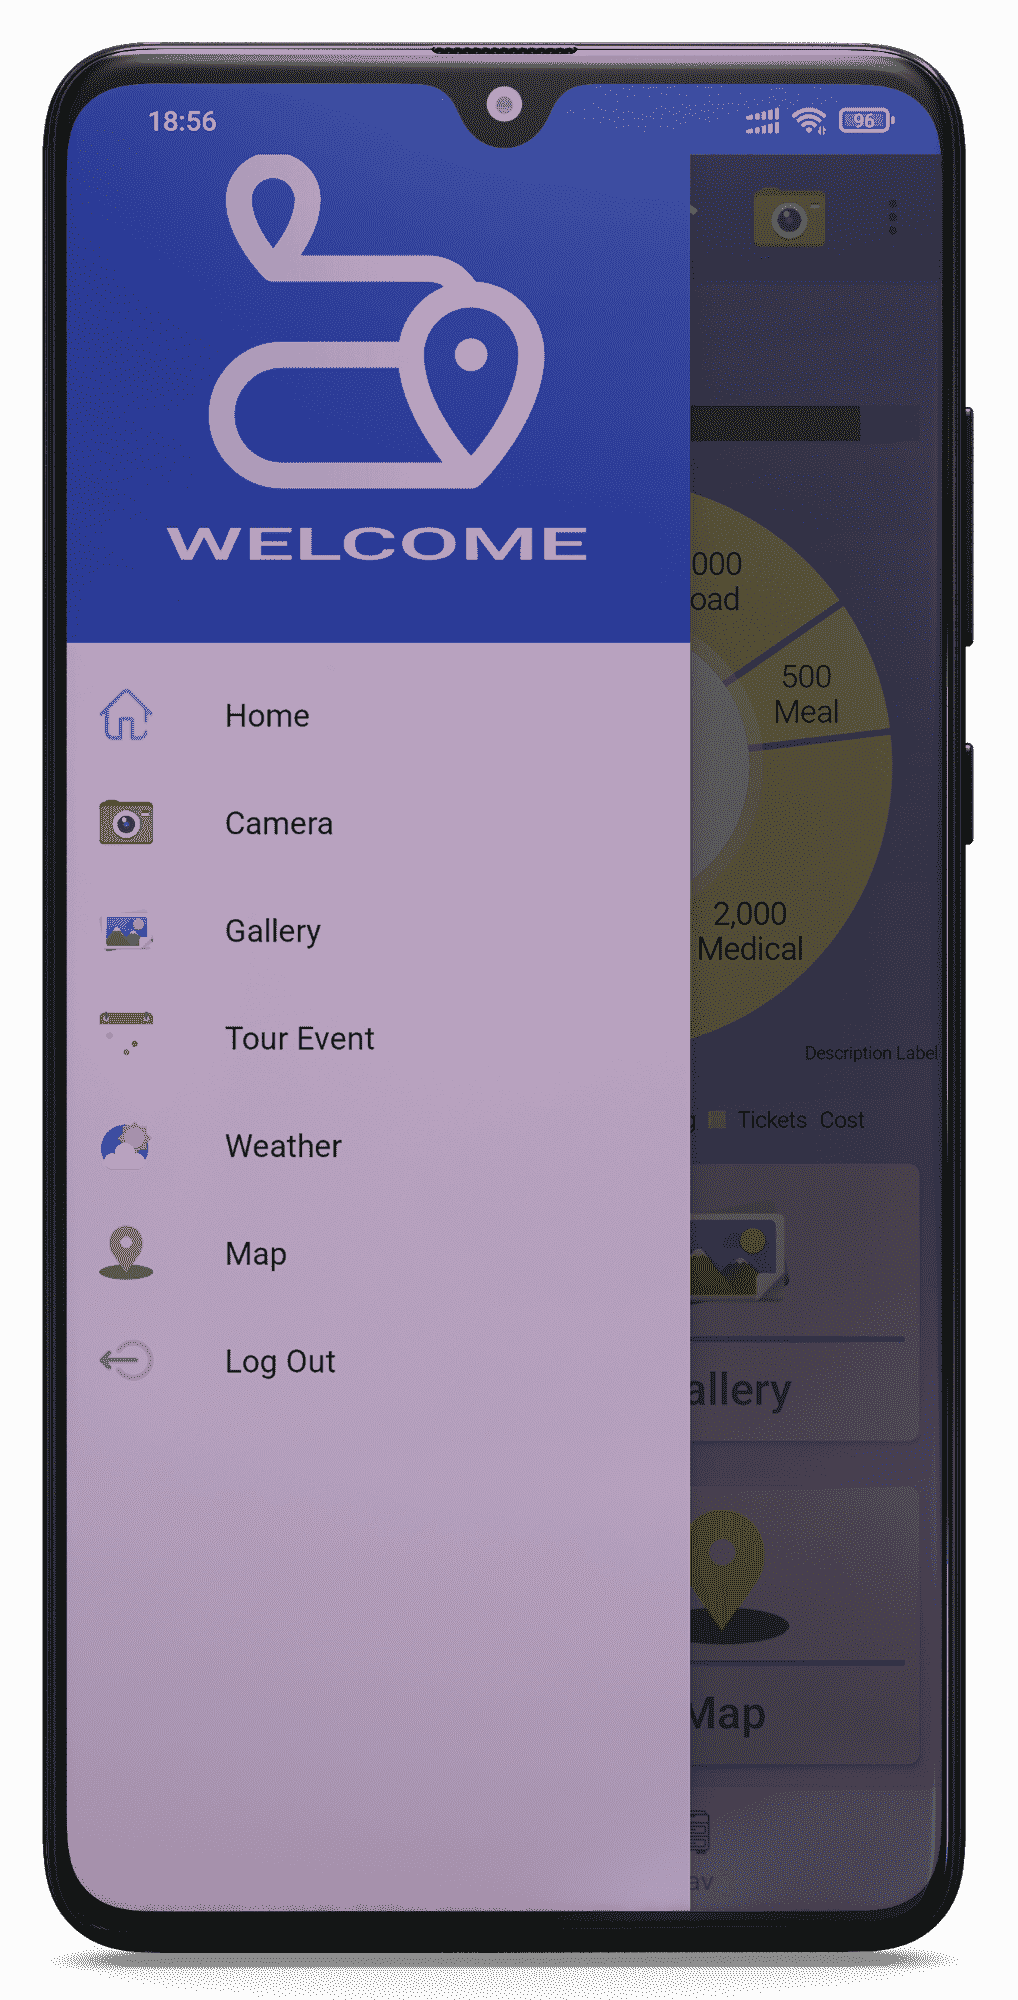 18:56
96
WELCOME
Home
Camera
Gallery
Tour Event
Weather
Map
Log Out
000
oad
500
Meal
2,000
Medical
Description Label
g Tickets Cost
allery
Map
av